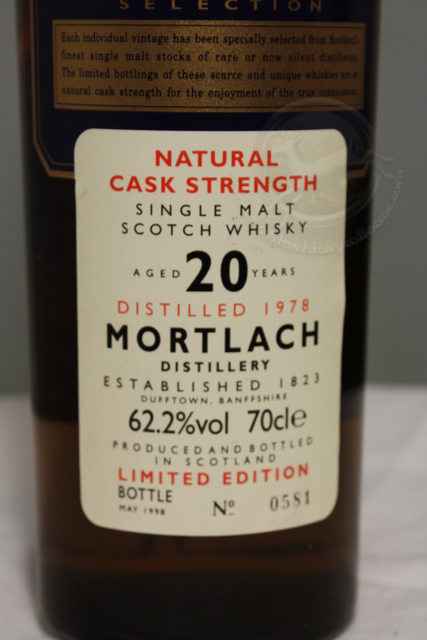 SELECTION
Each individual vintage has been specially selected from Scotland's
finest single malt stocks of rare or now silent distilleries.
The limited bottlings of these scarce and unique whiskies are at
natural cask strength for the enjoyment of the true connoisseur.
NATURAL
CASK STRENGTH
SINGLE MALT
SCOTCH WHISKY
AGED 20 YEARS
DISTILLED 1978
MORTLACH
DISTILLERY
ESTABLISHED 1823
DUFFTOWN, BANFFSHIRE
62.2%vol 70cle
PRODUCED AND BOTTLED
IN SCOTLAND
LIMITED EDITION
BOTTLE
MAY 1998 Nº 0581